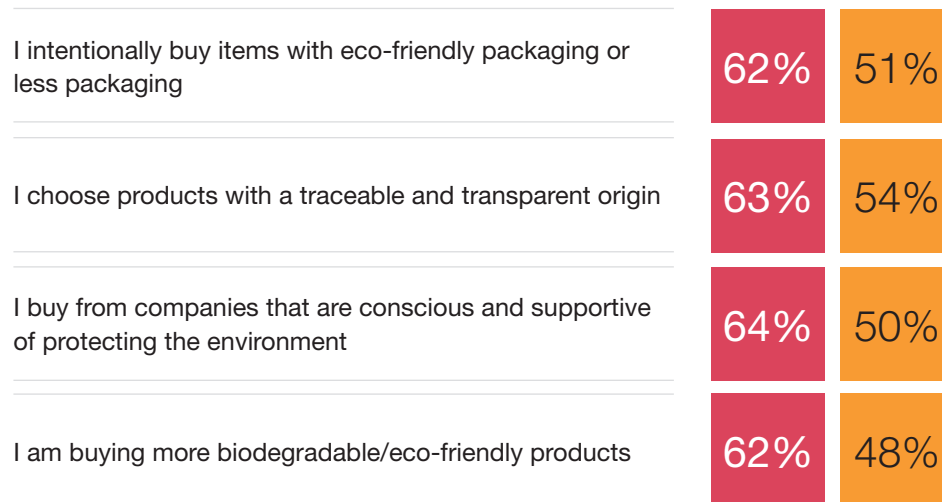 I intentionally buy items with eco-friendly packaging or
less packaging
62% 51%
I choose products with a traceable and transparent origin
63% 54%
I buy from companies that are conscious and supportive
of protecting the environment
64% 50%
I am buying more biodegradable/eco-friendly products
62% 48%